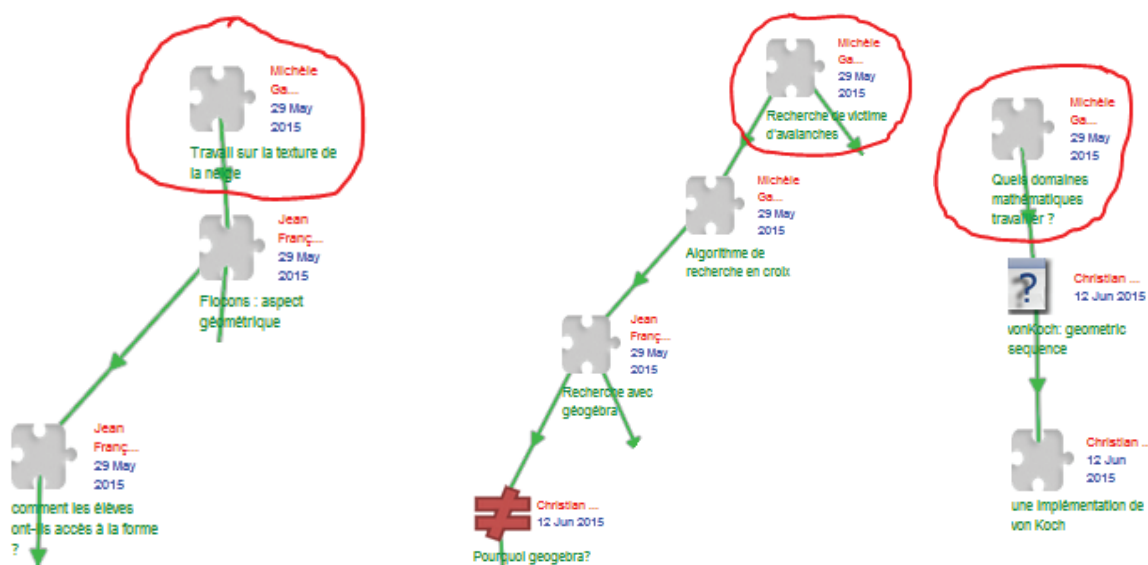 Michèle
Ga...
29 May
2015
Travail sur la texture de
la neige
Jean
Franç...
29 May
2015
Flocons : aspect
géométrique
Jean
Franç...
29 May
2015
comment les élèves
ont-ils accès à la forme
?
Michèle
Ga...
29 May
2015
Recherche de victime
d'avalanches
Michèle
Ga...
29 May
2015
Algorithme de
recherche en croix
Jean
Franç...
29 May
2015
Recherche avec
géogébra
≠
Christian ...
12 Jun 2015
Pourquoi geogebra?
Michèle
Ga...
29 May
2015
Quels domaines
mathématiques
travailler ?
?
Christian ...
12 Jun 2015
vonKoch: geometric
sequence
Christian ...
12 Jun
2015
une implémentation de
von Koch